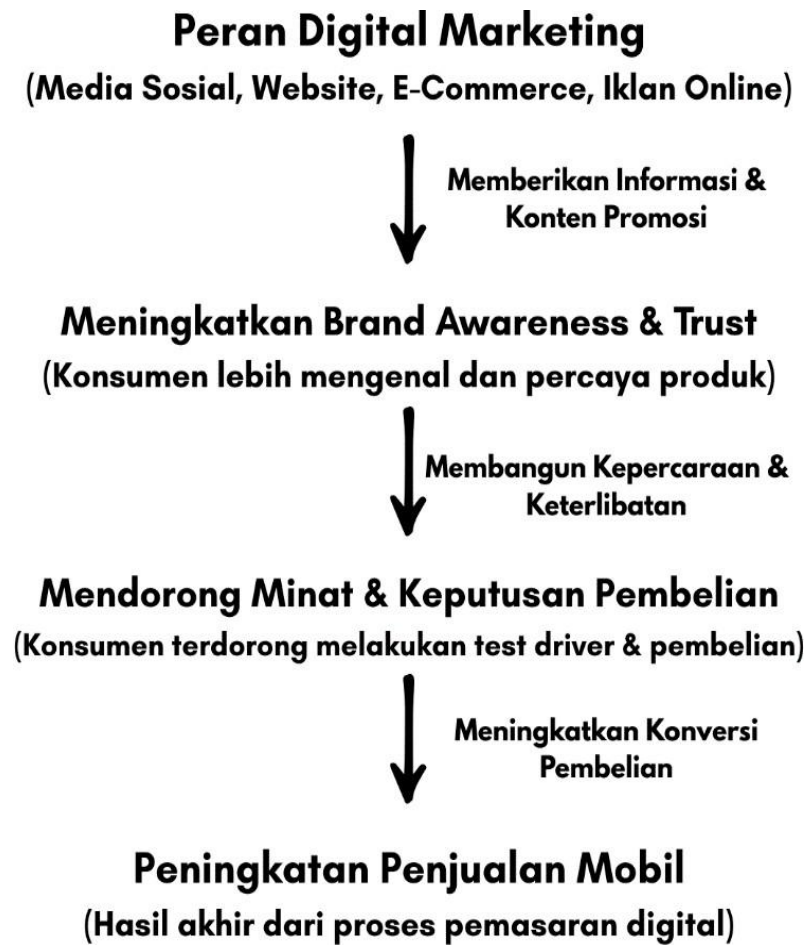 Peran Digital Marketing
(Media Sosial, Website, E-Commerce, Iklan Online)
Memberikan Informasi &
Konten Promosi
Meningkatkan Brand Awareness & Trust
(Konsumen lebih mengenal dan percaya produk)
Membangun Kepercaraan &
Keterlibatan
Mendorong Minat & Keputusan Pembelian
(Konsumen terdorong melakukan test driver & pembelian)
Meningkatkan Konversi
Pembelian
Peningkatan Penjualan Mobil
(Hasil akhir dari proses pemasaran digital)